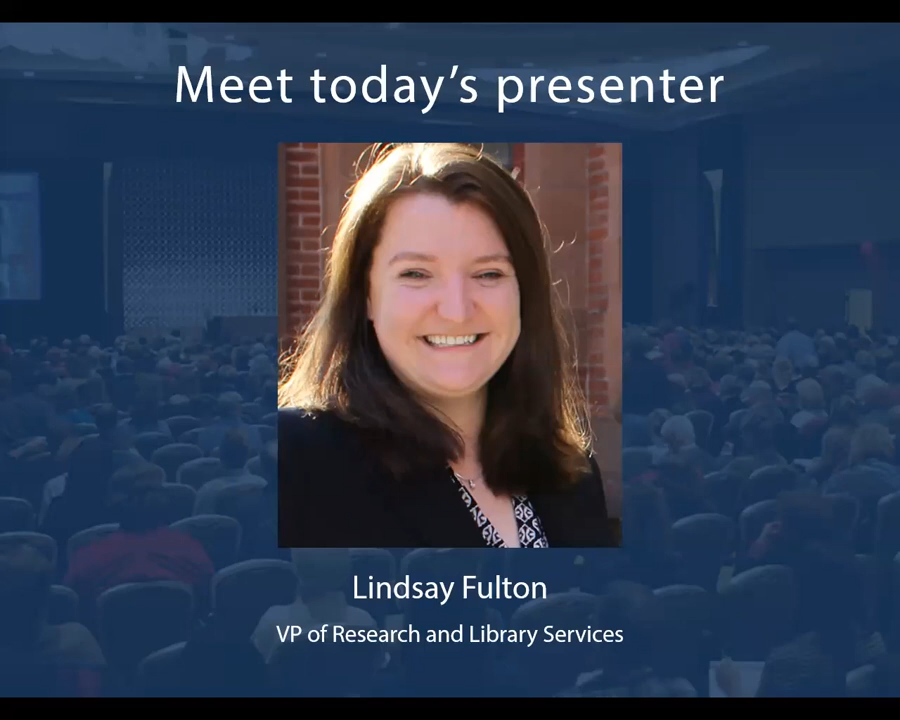 Meet today’s presenter
Lindsay Fulton
VP of Research and Library Services